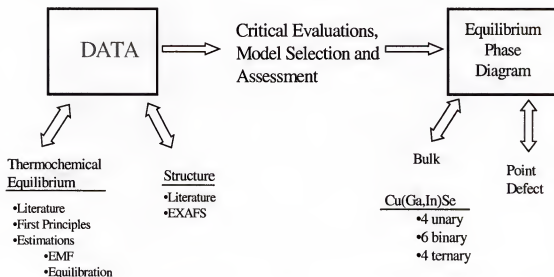 DATA
Critical Evaluations,
Model Selection and
Assessment
Equilibrium
Phase
Diagram
Thermochemical
Equilibrium
•Literature
•First Principles
•Estimations
•EMF
•Equilibration
Structure
•Literature
•EXAFS
Bulk
Cu(Ga,In)Se
•4 unary
•6 binary
•4 ternary
Point
Defect